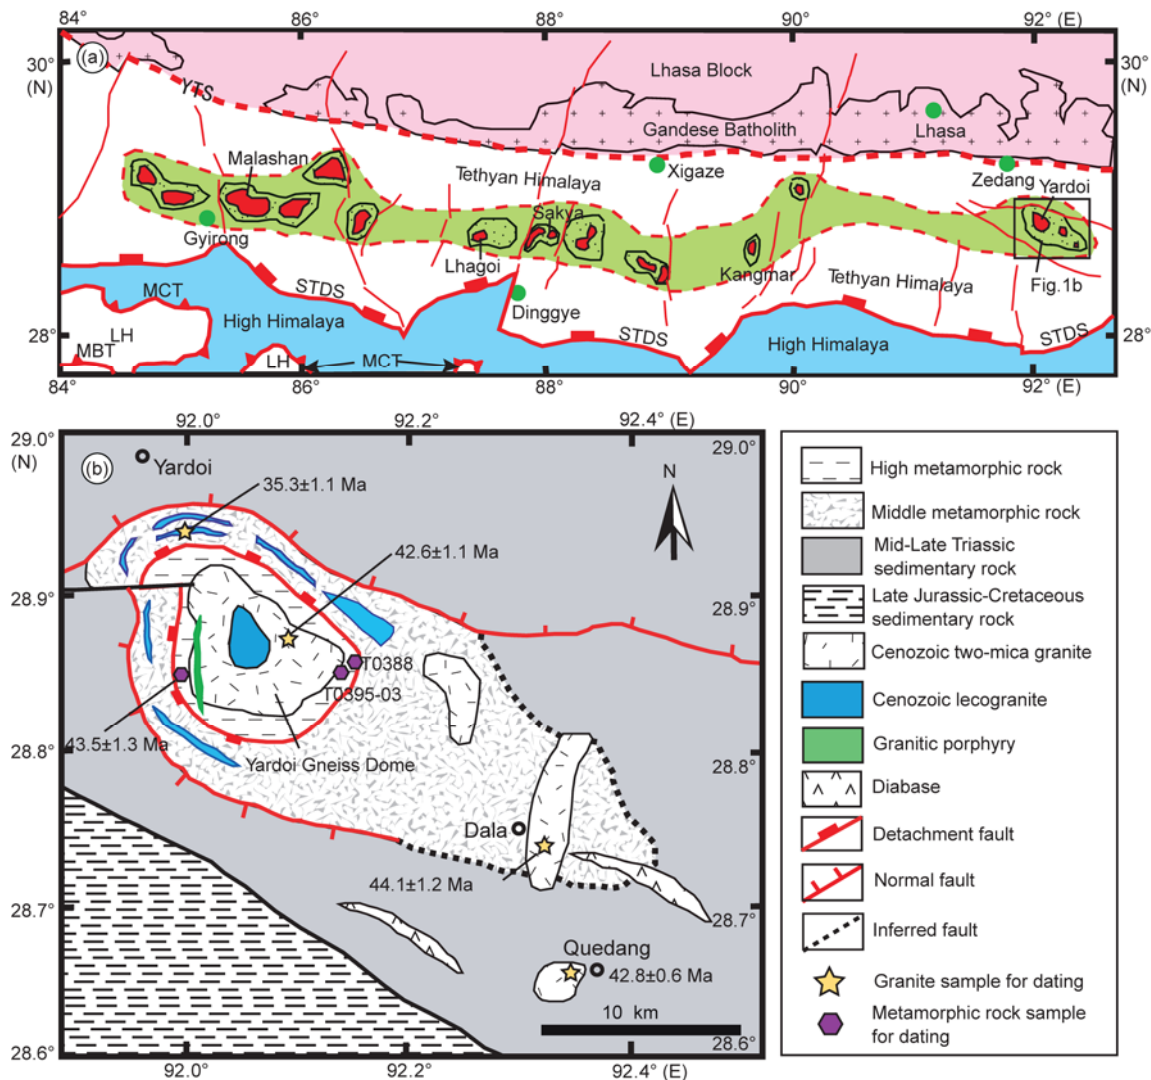 84° 86° 88° 90° 92° (E)
30°
(N)
(a)
30°
(N)
Lhasa Block
YTS
Gandese Batholith
Lhasa
Malashan
Tethyan Himalaya
Xigaze
Zedang
Yardoi
Sakya
Gyirong
Lhagoi
Kangmar
Tethyan Himalaya
Fig.1b
MCT
STDS
Dinggye
28°
LH
High Himalaya
STDS
High Himalaya
STDS
28°
MBT
LH
MCT
84° 86° 88° 90° 92° (E)
92.0° 92.2° 92.4° (E)
29.0°
(N)
(b)
Yardoi
N
29.0°
(N)
35.3±1.1 Ma
42.6±1.1 Ma
28.9°
28.9°
T0388
T0395-03
43.5±1.3 Ma
28.8°
Yardoi Gneiss Dome
28.8°
Dala
44.1±1.2 Ma
28.7°
28.7°
Quedang
42.8±0.6 Ma
10 km
28.6°
28.6°
92.0° 92.2° 92.4° (E)
High metamorphic rock
Middle metamorphic rock
Mid-Late Triassic
sedimentary rock
Late Jurassic-Cretaceous
sedimentary rock
Cenozoic two-mica granite
Cenozoic lecogranite
Granitic porphyry
Diabase
Detachment fault
Normal fault
Inferred fault
Granite sample for dating
Metamorphic rock sample
for dating